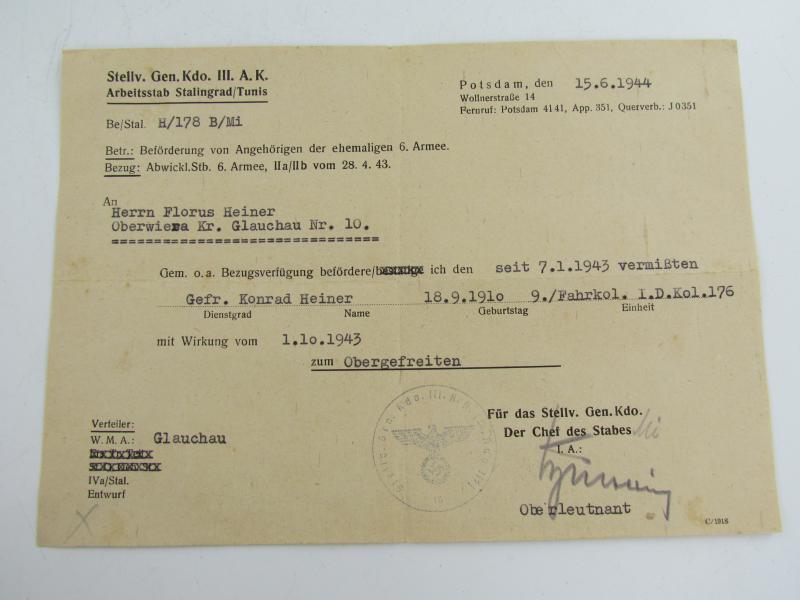 Stellv. Gen. Kdo. III. A. K.
Arbeitsstab Stalingrad/Tunis
Potsdam, den 15.6.1944
Wollnerstraße 14
Fernruf: Potsdam 4141, App. 351, Querverb.: J 0351
Be/Stal. H/178 B/Mi
Betr.: Beförderung von Angehörigen der ehemaligen 6. Armee.
Bezug: Abwickl.Stb. 6. Armee, IIa/IIb vom 28. 4. 43.
An
Herrn Florus Heiner
Oberwiera Kr. Glauchau Nr. 1o.
================================
Gem. o.a. Bezugsverfügung befördere/ ich den seit 7.1.1943 vermißten
Gefr. Konrad Heiner 18.9.191o 9./Fahrkol. I.D.Kol.176
Dienstgrad Name Geburtstag Einheit
mit Wirkung vom 1.1o.1943
zum Obergefreiten
Für das Stellv. Gen. Kdo.
Der Chef des Stabes Mi
I. A.:
Oberleutnant
Verteiler:
W. M. A.: Glauchau
IVa/Stal.
Entwurf
C/1918